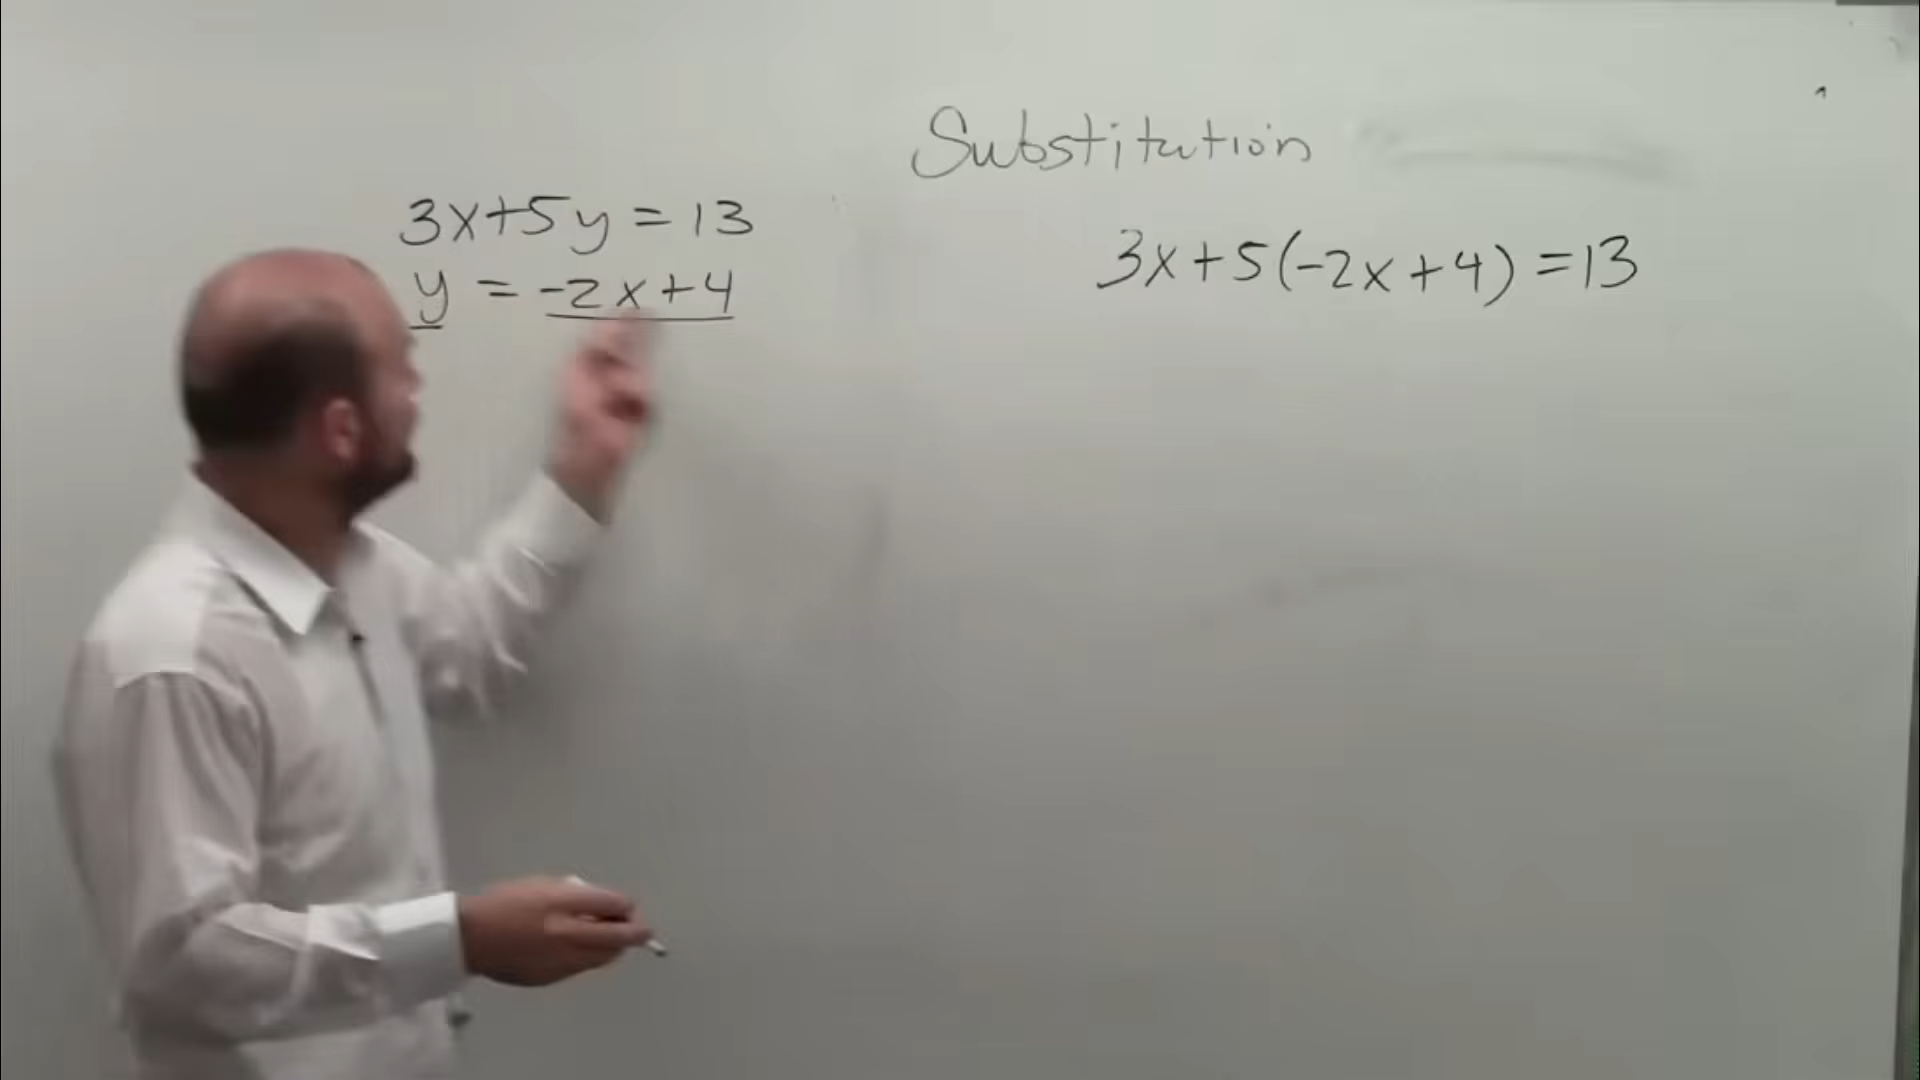 Substitution
3x+5y=13
y = -2x+4
3x+5(-2x+4)=13